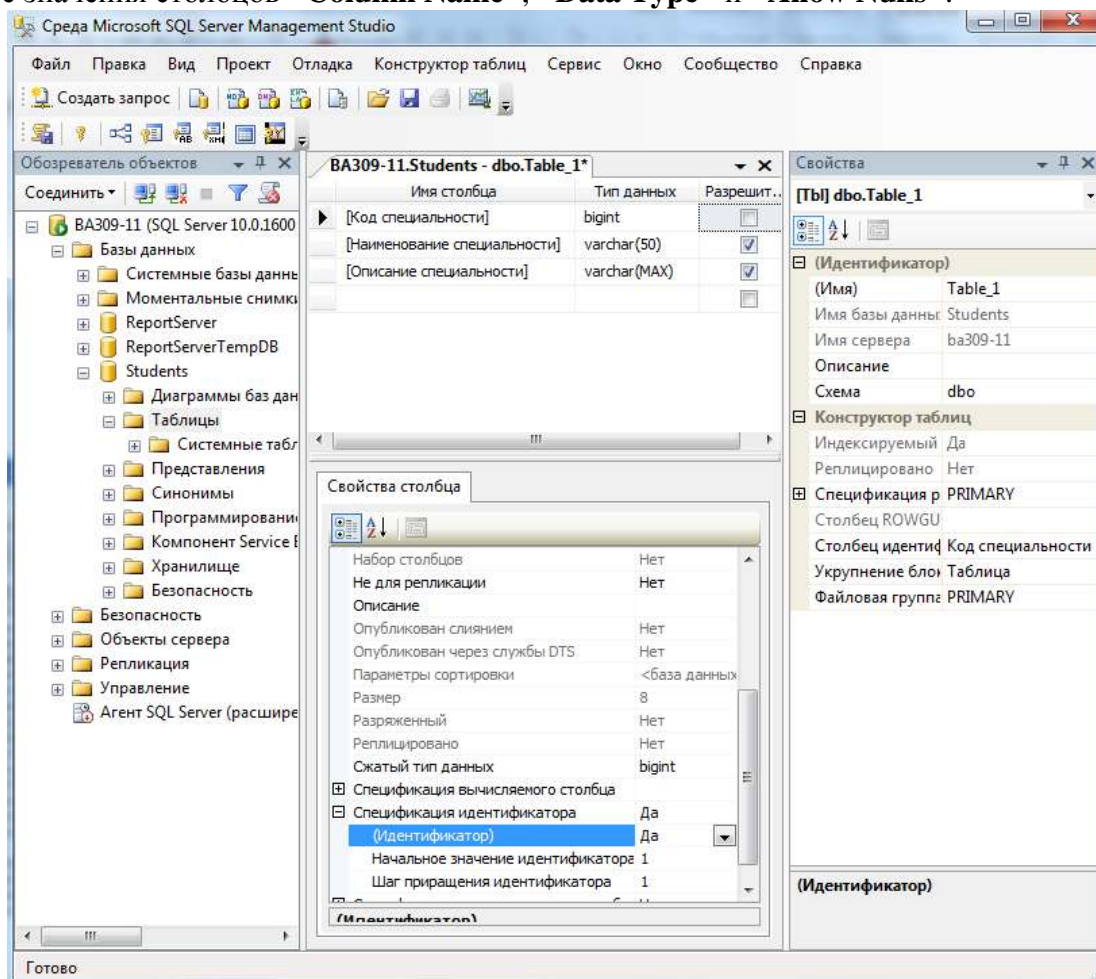 е значения столбцов "Column Name", "Data Type" и "Allow Nulls".
Среда Microsoft SQL Server Management Studio
Файл Правка Вид Проект Отладка Конструктор таблиц Сервис Окно Сообщество Справка
Создать запрос
Обозреватель объектов
Соединить
BA309-11 (SQL Server 10.0.1600
Базы данных
Системные базы данн
Моментальные снимк
ReportServer
ReportServerTempDB
Students
Диаграммы баз дан
Таблицы
Системные табл
Представления
Синонимы
Программировани
Компонент Service B
Хранилище
Безопасность
Безопасность
Объекты сервера
Репликация
Управление
Агент SQL Server (расшире
BA309-11.Students - dbo.Table_1*
Имя столбца Тип данных Разрешит..
[Код специальности] bigint
[Наименование специальности] varchar(50)
[Описание специальности] varchar(MAX)
Свойства столбца
Набор столбцов Нет
Не для репликации Нет
Описание
Опубликован слиянием Нет
Опубликован через службы DTS Нет
Параметры сортировки <база данных
Размер 8
Разряженный Нет
Реплицировано Нет
Сжатый тип данных bigint
Спецификация вычисляемого столбца
Спецификация идентификатора Да
(Идентификатор) Да
Начальное значение идентификатора 1
Шаг приращения идентификатора 1
(Идентификатор)
Свойства
[Tbl] dbo.Table_1
(Идентификатор)
(Имя) Table_1
Имя базы данны Students
Имя сервера ba309-11
Описание
Схема dbo
Конструктор таблиц
Индексируемый Да
Реплицировано Нет
Спецификация р PRIMARY
Столбец ROWGU
Столбец идентиф Код специальности
Укрупнение блок Таблица
Файловая группа PRIMARY
(Идентификатор)
Готово